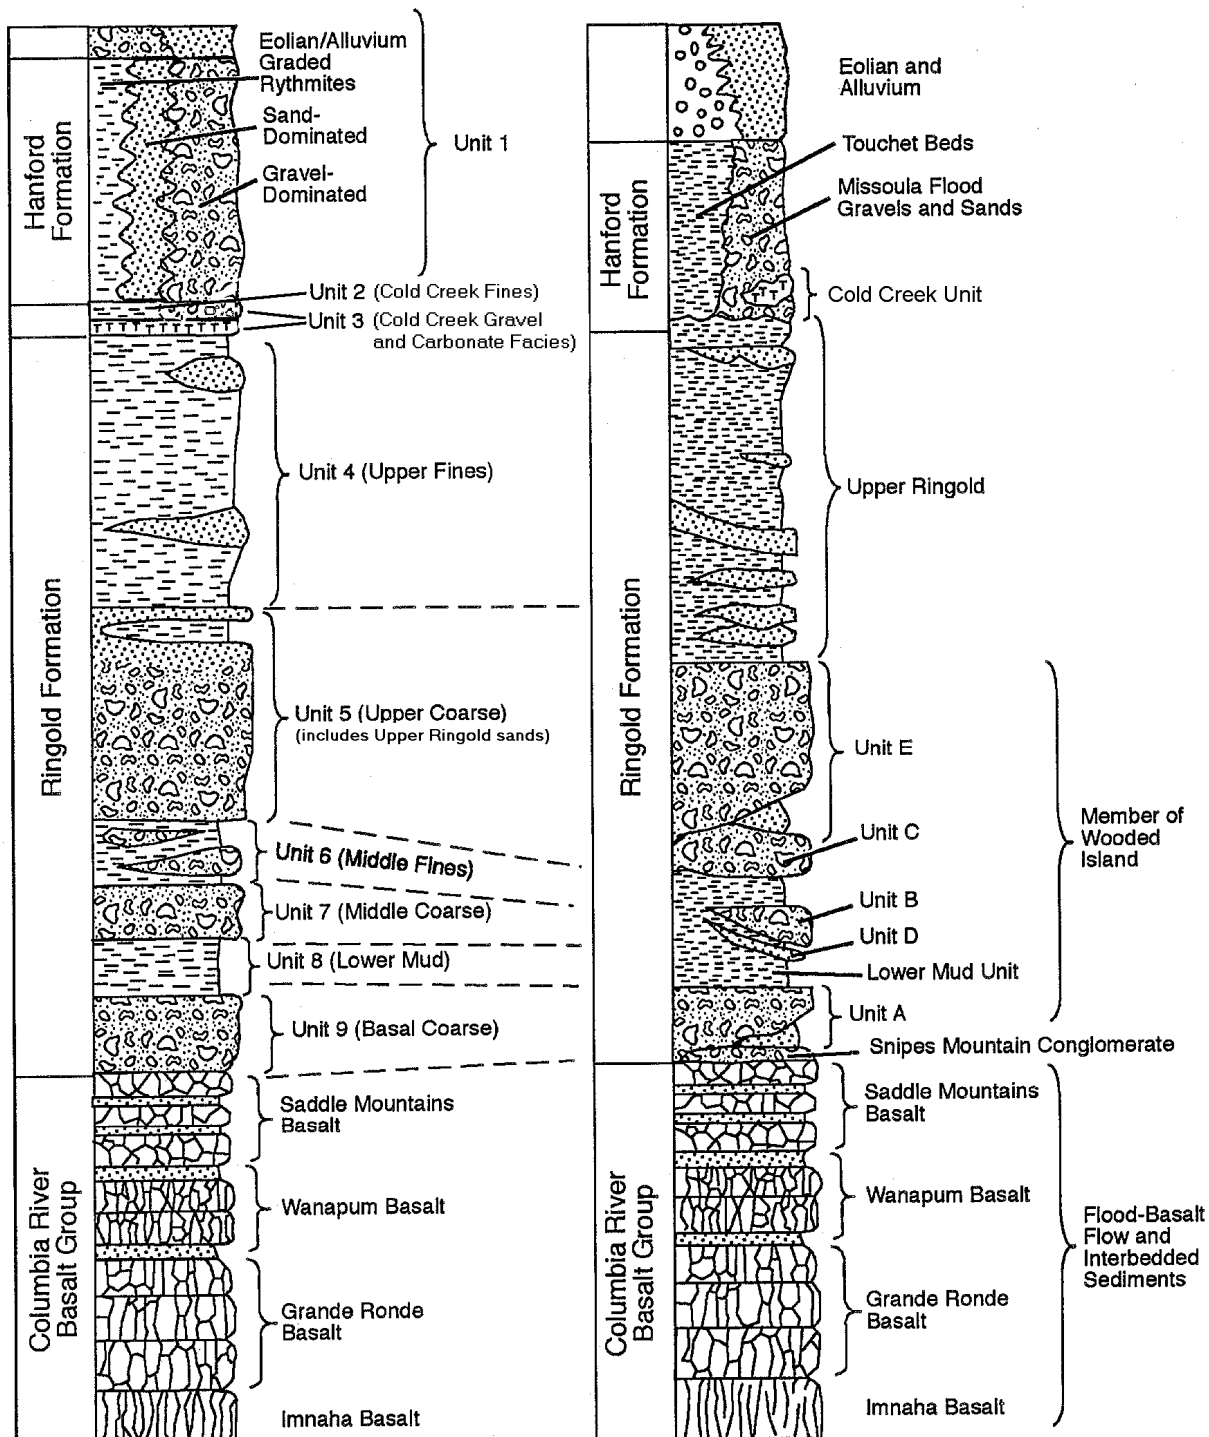 Eolian/Alluvium
Graded
Rythmites
Sand-
Dominated
Gravel-
Dominated
Unit 1
Hanford
Formation
Unit 2 (Cold Creek Fines)
Unit 3 (Cold Creek Gravel
and Carbonate Facies)
Unit 4 (Upper Fines)
Ringold Formation
Unit 5 (Upper Coarse)
(includes Upper Ringold sands)
Unit 6 (Middle Fines)
Unit 7 (Middle Coarse)
Unit 8 (Lower Mud)
Unit 9 (Basal Coarse)
Columbia River
Basalt Group
Saddle Mountains
Basalt
Wanapum Basalt
Grande Ronde
Basalt
Imnaha Basalt
Eolian and
Alluvium
Hanford
Formation
Touchet Beds
Missoula Flood
Gravels and Sands
Cold Creek Unit
Ringold Formation
Upper Ringold
Unit E
Unit C
Unit B
Unit D
Lower Mud Unit
Unit A
Member of
Wooded
Island
Snipes Mountain Conglomerate
Columbia River
Basalt Group
Saddle Mountains
Basalt
Wanapum Basalt
Grande Ronde
Basalt
Imnaha Basalt
Flood-Basalt
Flow and
Interbedded
Sediments